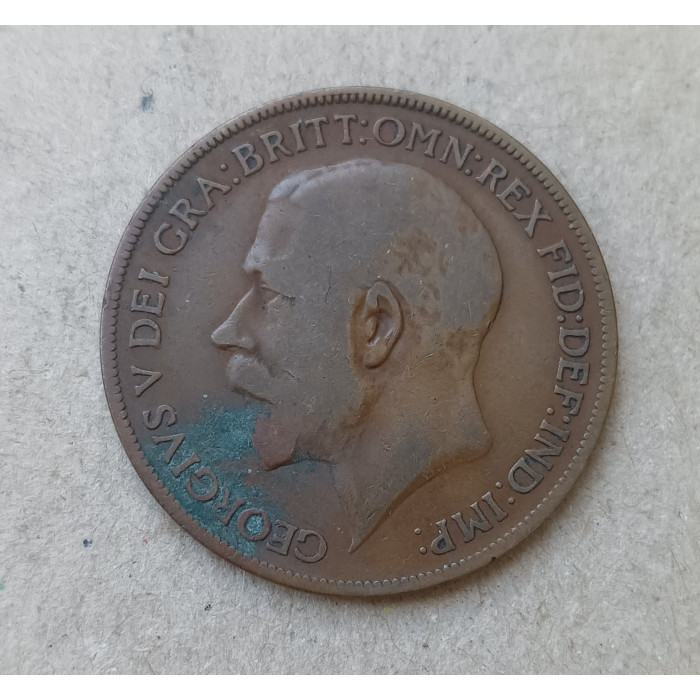 GEORGIVS V DEI GRA:BRITT:OMN:REX FID:DEF:IND:IMP: